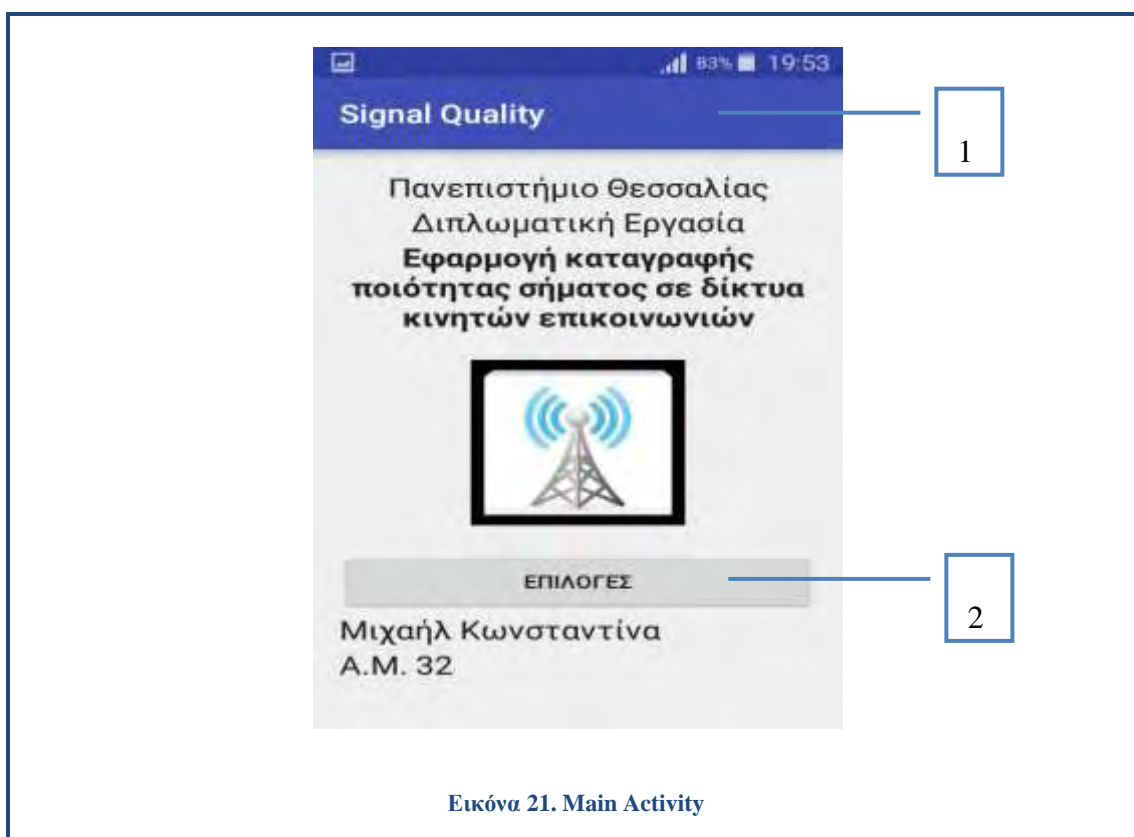 83% 19:53
Signal Quality
1
Πανεπιστήμιο Θεσσαλίας
Διπλωματική Εργασία
Εφαρμογή καταγραφής
ποιότητας σήματος σε δίκτυα
κινητών επικοινωνιών
ΕΠΙΛΟΓΕΣ
2
Μιχαήλ Κωνσταντίνα
Α.Μ. 32
Εικόνα 21. Main Activity